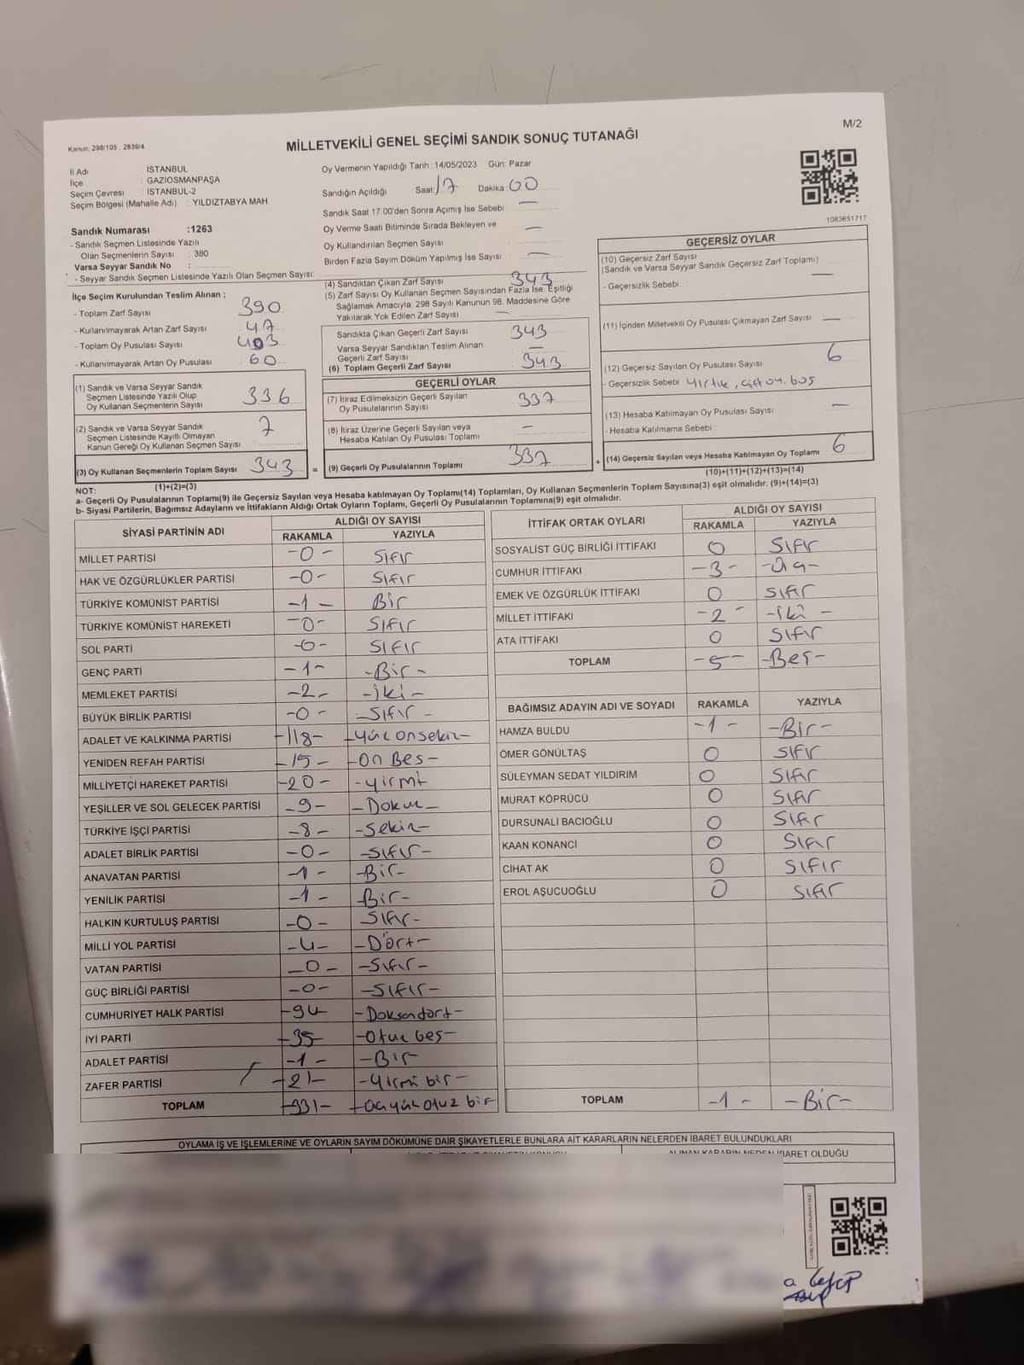 M/2
Kanun: 298/105 , 2839/4
MİLLETVEKİLİ GENEL SEÇİMİ SANDIK SONUÇ TUTANAĞI
İl Adı : İSTANBUL
İlçe : GAZİOSMANPAŞA
Seçim Çevresi : İSTANBUL-2
Seçim Bölgesi (Mahalle Adı) : YILDIZTABYA MAH.
Sandık Numarası :1263
- Sandık Seçmen Listesinde Yazılı
Olan Seçmenlerin Sayısı : 380
Varsa Seyyar Sandık No :
- Seyyar Sandık Seçmen Listesinde Yazılı Olan Seçmen Sayısı:
Oy Vermenin Yapıldığı Tarih :14/05/2023 Gün: Pazar
Sandığın Açıldığı Saat: 17 Dakika: 00
Sandık Saat 17.00'den Sonra Açılmış İse Sebebi —
Oy Verme Saati Bitiminde Sırada Bekleyen ve
Oy Kullandırılan Seçmen Sayısı —
Birden Fazla Sayım Döküm Yapılmış İse Sayısı —
1083651717
İlçe Seçim Kurulundan Teslim Alınan :
- Toplam Zarf Sayısı 390
- Kullanılmayarak Artan Zarf Sayısı 47
- Toplam Oy Pusulası Sayısı 403
- Kullanılmayarak Artan Oy Pusulası 60
(1) Sandık ve Varsa Seyyar Sandık
Seçmen Listesinde Yazılı Olup
Oy Kullanan Seçmenlerin Sayısı 336
(2) Sandık ve Varsa Seyyar Sandık
Seçmen Listesinde Kayıtlı Olmayan
Kanun Gereği Oy Kullanan Seçmen Sayısı 7
(3) Oy Kullanan Seçmenlerin Toplam Sayısı 343 =
(1)+(2)=(3)
(4) Sandıktan Çıkan Zarf Sayısı 343
(5) Zarf Sayısı Oy Kullanan Seçmen Sayısından Fazla İse, Eşitliği
Sağlamak Amacıyla, 298 Sayılı Kanunun 98. Maddesine Göre
Yakılarak Yok Edilen Zarf Sayısı —
Sandıkta Çıkan Geçerli Zarf Sayısı 343
Varsa Seyyar Sandıktan Teslim Alınan
Geçerli Zarf Sayısı —
(6) Toplam Geçerli Zarf Sayısı 343
GEÇERLİ OYLAR
(7) İtiraz Edilmeksizin Geçerli Sayılan
Oy Pusulalarının Sayısı 337
(8) İtiraz Üzerine Geçerli Sayılan veya
Hesaba Katılan Oy Pusulası Toplamı —
(9) Geçerli Oy Pusulalarının Toplamı 337 +
GEÇERSİZ OYLAR
(10) Geçersiz Zarf Sayısı
(Sandık ve Varsa Seyyar Sandık Geçersiz Zarf Toplamı)
- Geçersizlik Sebebi: —
(11) İçinden Milletvekili Oy Pusulası Çıkmayan Zarf Sayısı —
(12) Geçersiz Sayılan Oy Pusulası Sayısı 6
- Geçersizlik Sebebi: Yırtık, çift oy, boş
(13) Hesaba Katılmayan Oy Pusulası Sayısı —
- Hesaba Katılmama Sebebi :
(14) Geçersiz Sayılan veya Hesaba Katılmayan Oy Toplamı 6
(10)+(11)+(12)+(13)=(14)
NOT:
a- Geçerli Oy Pusulalarının Toplamı(9) ile Geçersiz Sayılan veya Hesaba katılmayan Oy Toplamı(14) Toplamları, Oy Kullanan Seçmenlerin Toplam Sayısına(3) eşit olmalıdır. (9)+(14)=(3)
b- Siyasi Partilerin, Bağımsız Adayların ve İttifakların Aldığı Ortak Oyların Toplamı, Geçerli Oy Pusulalarının Toplamına(9) eşit olmalıdır.
SİYASİ PARTİNİN ADI ALDIĞI OY SAYISI
RAKAMLA YAZIYLA
MİLLET PARTİSİ -0- Sıfır
HAK VE ÖZGÜRLÜKLER PARTİSİ -0- Sıfır
TÜRKİYE KOMÜNİST PARTİSİ -1- Bir
TÜRKİYE KOMÜNİST HAREKETİ -0- Sıfır
SOL PARTİ -0- Sıfır
GENÇ PARTİ -1- -Bir-
MEMLEKET PARTİSİ -2- -iki-
BÜYÜK BİRLİK PARTİSİ -0- -Sıfır-
ADALET VE KALKINMA PARTİSİ -118- -yüz onsekiz-
YENİDEN REFAH PARTİSİ -15- -On Beş-
MİLLİYETÇİ HAREKET PARTİSİ -20- -yirmi
YEŞİLLER VE SOL GELECEK PARTİSİ -9- -Dokuz-
TÜRKİYE İŞÇİ PARTİSİ -8- -Sekiz-
ADALET BİRLİK PARTİSİ -0- -Sıfır-
ANAVATAN PARTİSİ -1- -Bir-
YENİLİK PARTİSİ -1- -Bir-
HALKIN KURTULUŞ PARTİSİ -0- Sıfır-
MİLLİ YOL PARTİSİ -4- -Dört-
VATAN PARTİSİ -0- -Sıfır-
GÜÇ BİRLİĞİ PARTİSİ -0- -Sıfır-
CUMHURİYET HALK PARTİSİ -94 -Doksandört-
İYİ PARTİ -35 -Otuz beş-
ADALET PARTİSİ -1- -Bir-
ZAFER PARTİSİ -21- -Yirmi bir-
TOPLAM -331- -Üçyüz otuz bir
İTTİFAK ORTAK OYLARI ALDIĞI OY SAYISI
RAKAMLA YAZIYLA
SOSYALİST GÜÇ BİRLİĞİ İTTİFAKI 0 Sıfır
CUMHUR İTTİFAKI -3- -Üç-
EMEK VE ÖZGÜRLÜK İTTİFAKI 0 Sıfır
MİLLET İTTİFAKI -2- -iki-
ATA İTTİFAKI 0 Sıfır
TOPLAM -5- -Beş-
BAĞIMSIZ ADAYIN ADI VE SOYADI RAKAMLA YAZIYLA
HAMZA BULDU -1- -Bir-
ÖMER GÖNÜLTAŞ 0 Sıfır
SÜLEYMAN SEDAT YILDIRIM 0 Sıfır
MURAT KÖPRÜCÜ 0 Sıfır
DURSUNALİ BACIOĞLU 0 Sıfır
KAAN KONANCİ 0 Sıfır
CİHAT AK 0 Sıfır
EROL AŞUCUOĞLU 0 Sıfır
TOPLAM -1- -Bir-
OYLAMA İŞ VE İŞLEMLERİNE VE OYLARIN SAYIM DÖKÜMÜNE DAİR ŞİKAYETLERLE BUNLARA AİT KARARLARIN NELERDEN İBARET BULUNDUKLARI
ALINAN KARARIN NEDEN İBARET OLDUĞU